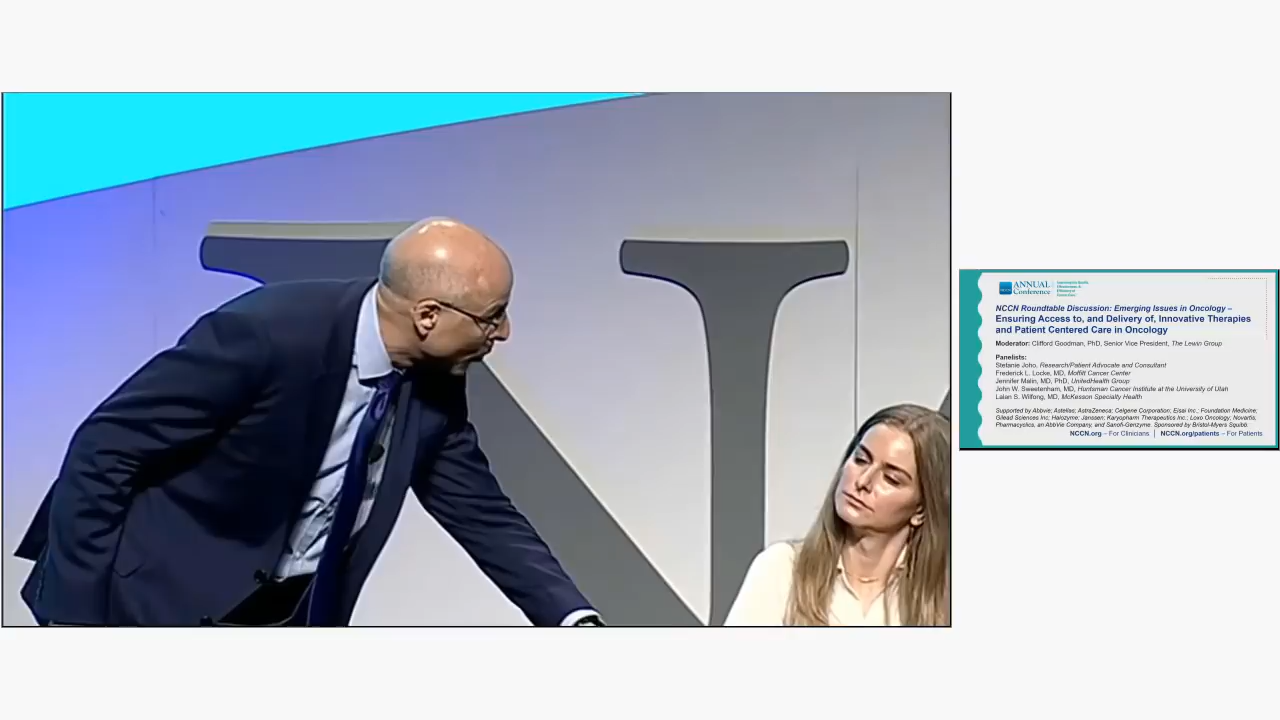 N
ANNUAL
Conference
NCCN Roundtable Discussion: Emerging Issues in Oncology –
Ensuring Access to, and Delivery of, Innovative Therapies
and Patient Centered Care in Oncology
Moderator: Clifford Goodman, PhD, Senior Vice President, The Lewin Group
Panelists:
Stefanie Joho, Research/Patient Advocate and Consultant
Frederick L. Locke, MD, Moffitt Cancer Center
Jennifer Malin, MD, PhD, UnitedHealth Group
John W. Sweetenham, MD, Huntsman Cancer Institute at the University of Utah
Lalan S. Wilfong, MD, McKesson Specialty Health
Supported by Abbvie; Astellas; AstraZeneca; Celgene Corporation; Eisai Inc.; Foundation Medicine;
Gilead Sciences Inc; Halozyme; Janssen; Karyopharm Therapeutics Inc.; Loxo Oncology; Novartis,
Pharmacyclics, an AbbVie Company, and Sanofi-Genzyme. Sponsored by Bristol-Myers Squibb.
NCCN.org – For Clinicians | NCCN.org/patients – For Patients